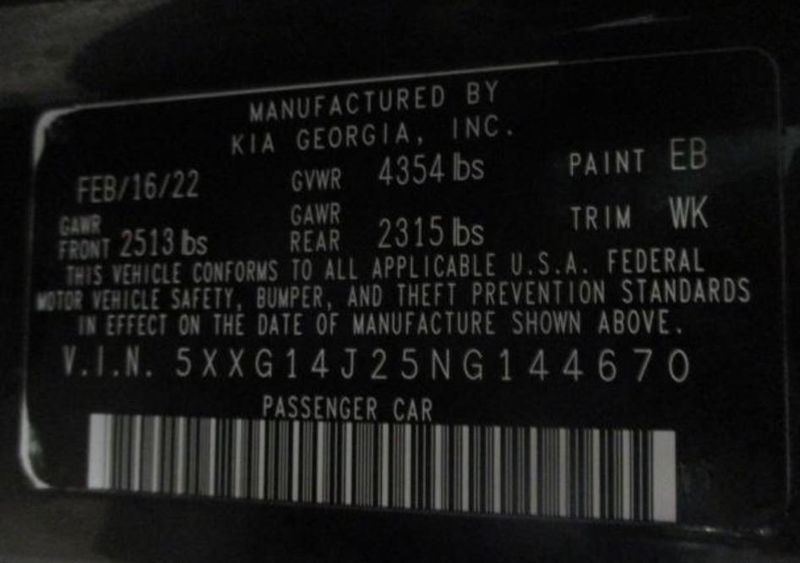 MANUFACTURED BY
KIA GEORGIA, INC.
FEB/16/22 GVWR 4354 lbs PAINT EB
GAWR FRONT 2513 lbs GAWR REAR 2315 lbs TRIM WK
THIS VEHICLE CONFORMS TO ALL APPLICABLE U.S.A. FEDERAL
MOTOR VEHICLE SAFETY, BUMPER, AND THEFT PREVENTION STANDARDS
IN EFFECT ON THE DATE OF MANUFACTURE SHOWN ABOVE.
V.I.N. 5XXG14J25NG144670
PASSENGER CAR